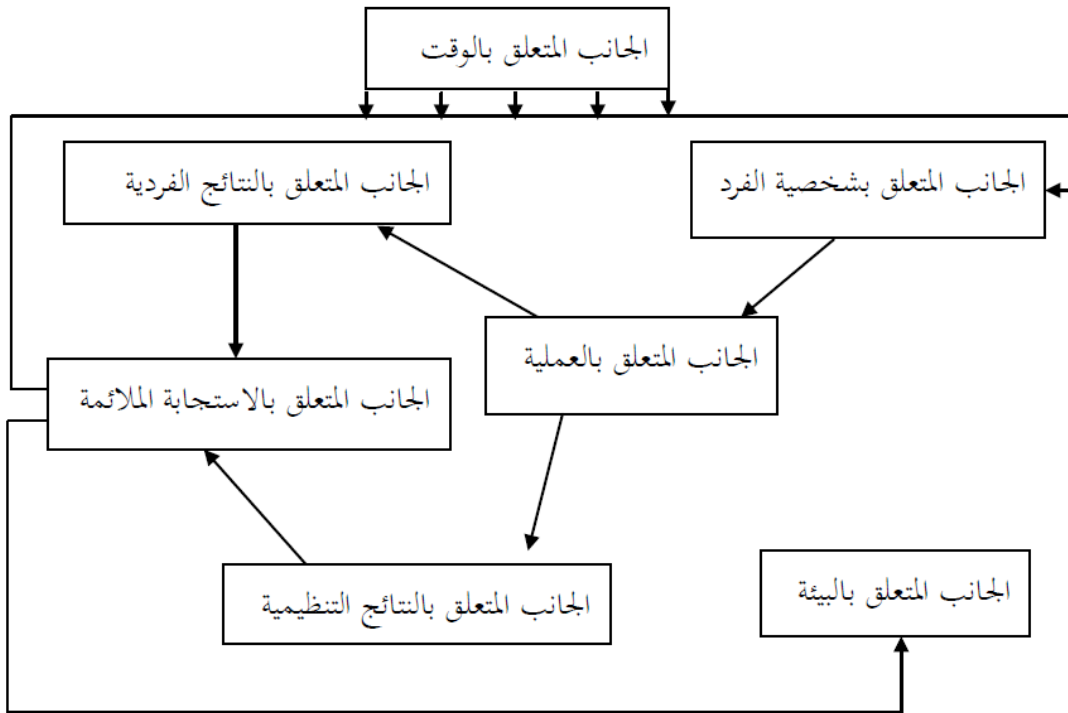 الجانب المتعلق بالوقت
الجانب المتعلق بشخصية الفرد
الجانب المتعلق بالنتائج الفردية
الجانب المتعلق بالعملية
الجانب المتعلق بالاستجابة الملائمة
الجانب المتعلق بالبيئة
الجانب المتعلق بالنتائج التنظيمية